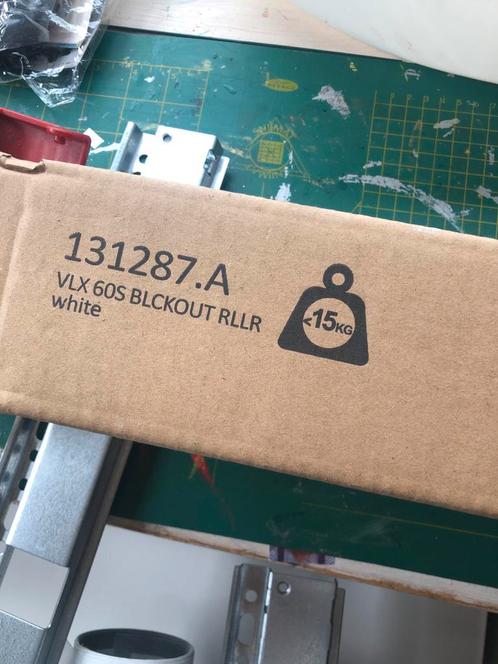 131287.A
VLX 60S BLCKOUT RLLR
white
<15KG